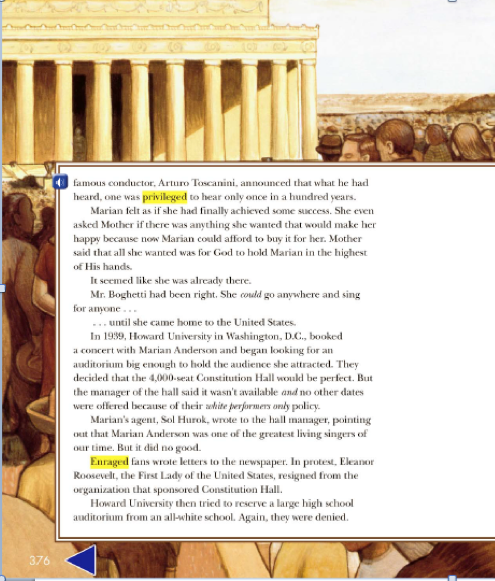 famous conductor, Arturo Toscanini, announced that what he had
heard, one was privileged to hear only once in a hundred years.
Marian felt as if she had finally achieved some success. She even
asked Mother if there was anything she wanted that would make her
happy because now Marian could afford to buy it for her. Mother
said that all she wanted was for God to hold Marian in the highest
of His hands.
It seemed like she was already there.
Mr. Boghetti had been right. She could go anywhere and sing
for anyone . . .
. . . until she came home to the United States.
In 1939, Howard University in Washington, D.C., booked
a concert with Marian Anderson and began looking for an
auditorium big enough to hold the audience she attracted. They
decided that the 4,000-seat Constitution Hall would be perfect. But
the manager of the hall said it wasn't available and no other dates
were offered because of their white performers only policy.
Marian's agent, Sol Hurok, wrote to the hall manager, pointing
out that Marian Anderson was one of the greatest living singers of
our time. But it did no good.
Enraged fans wrote letters to the newspaper. In protest, Eleanor
Roosevelt, the First Lady of the United States, resigned from the
organization that sponsored Constitution Hall.
Howard University then tried to reserve a large high school
auditorium from an all-white school. Again, they were denied.
376